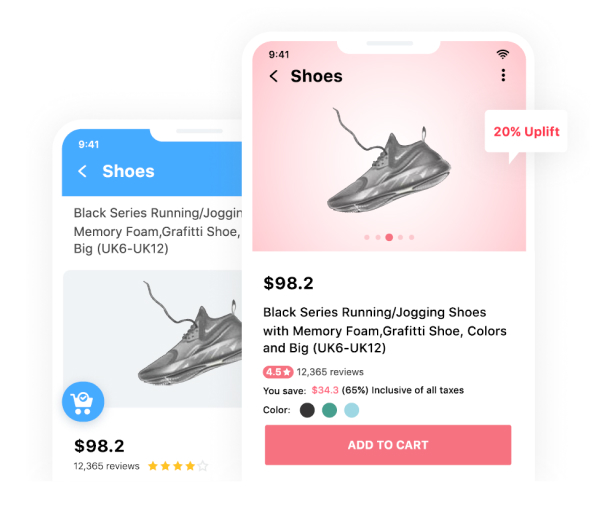 9:41
Shoes
20% Uplift
9:41
Shoes
Black Series Running/Joggin
Memory Foam,Grafitti Shoe,
Big (UK6-UK12)
$98.2
12,365 reviews
$98.2
Black Series Running/Jogging Shoes
with Memory Foam,Grafitti Shoe, Colors
and Big (UK6-UK12)
4.5 12,365 reviews
You save: $34.3 (65%) Inclusive of all taxes
Color:
ADD TO CART